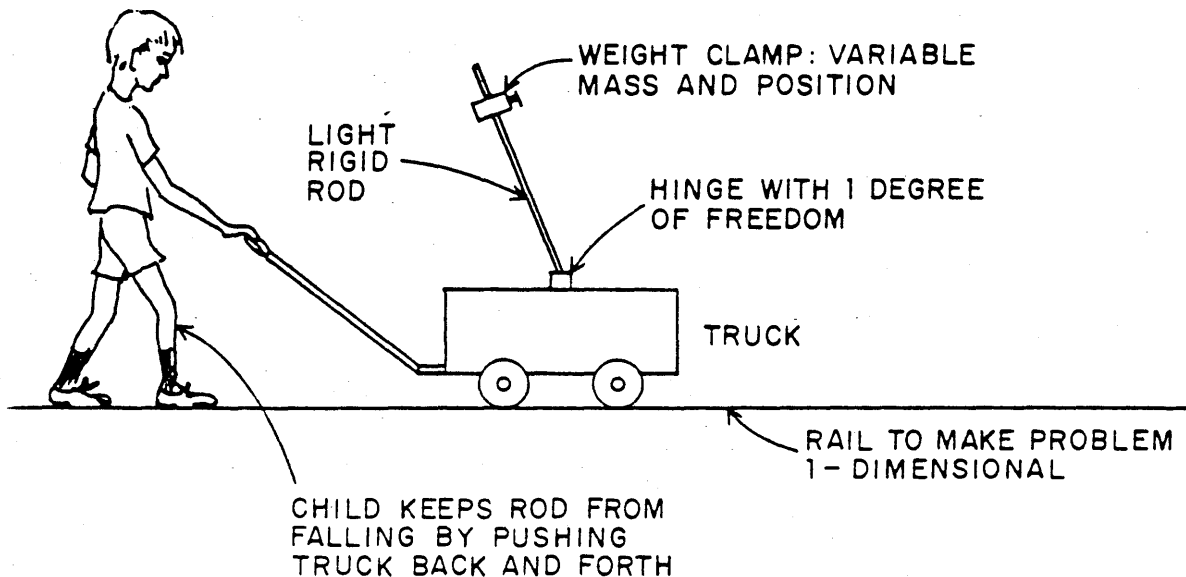 WEIGHT CLAMP: VARIABLE
MASS AND POSITION
LIGHT
RIGID
ROD
HINGE WITH 1 DEGREE
OF FREEDOM
TRUCK
RAIL TO MAKE PROBLEM
1-DIMENSIONAL
CHILD KEEPS ROD FROM
FALLING BY PUSHING
TRUCK BACK AND FORTH